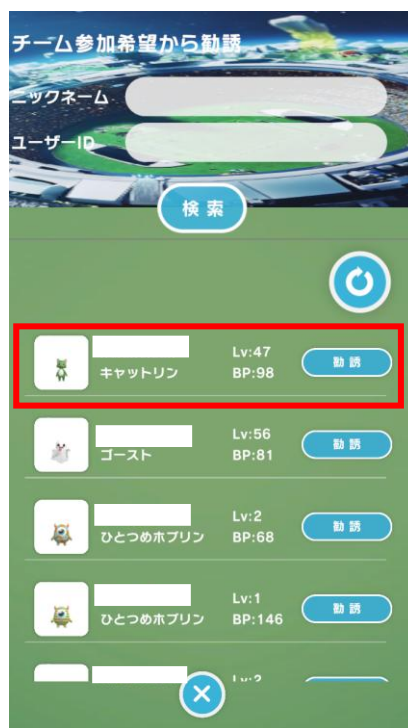 チーム参加希望から勧誘
ニックネーム
ユーザーID
検索
Lv:47
キャットリン BP:98 勧誘
Lv:56
ゴースト BP:81 勧誘
Lv:2
ひとつめホプリン BP:68 勧誘
Lv:1
ひとつめホプリン BP:146 勧誘